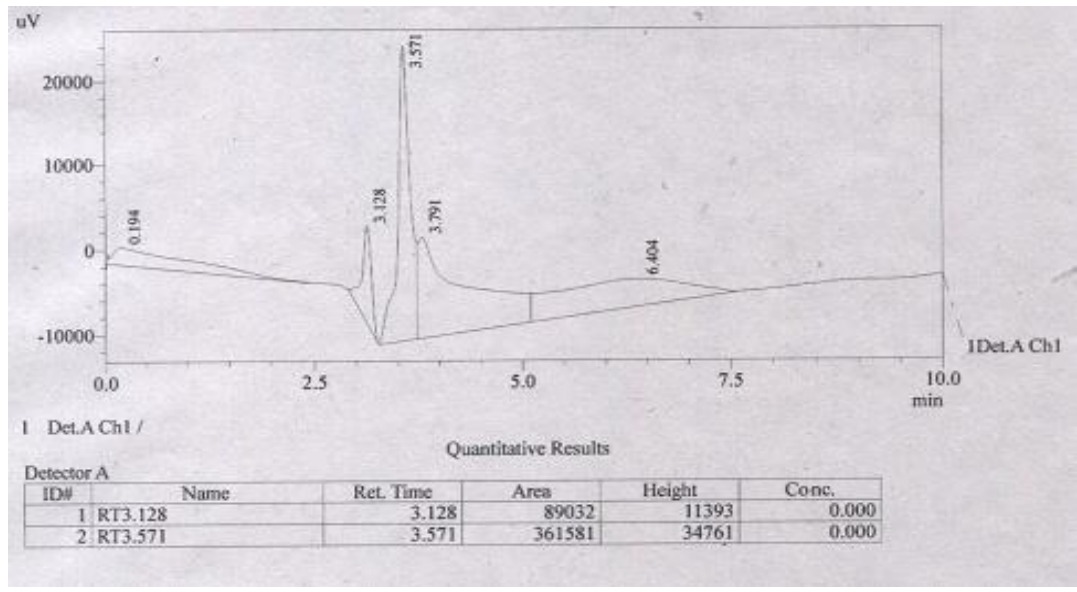 uV
20000
10000
0
-10000
0.194
3.128
3.571
3.791
6.404
0.0 2.5 5.0 7.5 10.0
min
1Det.A Ch1
1 Det.A Ch1 /
Quantitative Results
Detector A
ID# Name Ret. Time Area Height Conc.
1 RT3.128 3.128 89032 11393 0.000
2 RT3.571 3.571 361581 34761 0.000